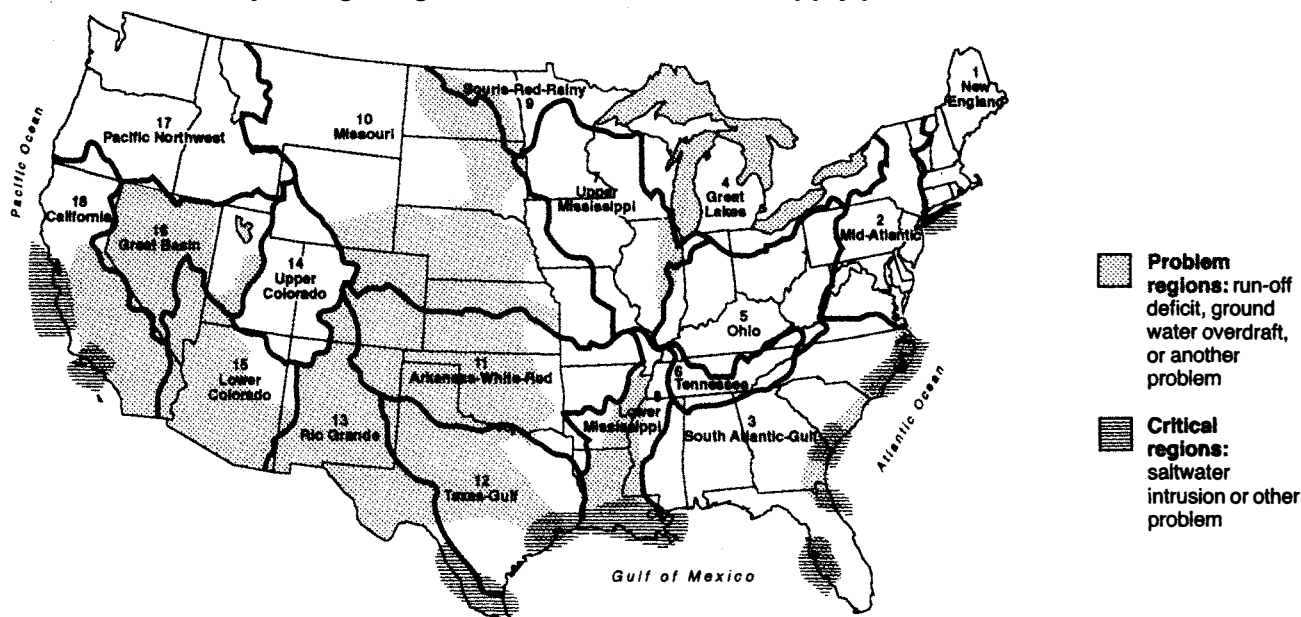 1
New
England
Souris-Red-Rainy
9
17
Pacific Northwest
10
Missouri
Pacific Ocean
18
California
16
Great Basin
7
Upper
Mississippi
4
Great
Lakes
2
Mid-Atlantic
14
Upper
Colorado
5
Ohio
15
Lower
Colorado
11
Arkansas-White-Red
6
Tennessee
8
Lower
Mississippi
13
Rio Grande
3
South Atlantic-Gulf
12
Texas-Gulf
Atlantic Ocean
Gulf of Mexico
Problem
regions: run-off
deficit, ground
water overdraft,
or another
problem
Critical
regions:
saltwater
intrusion or other
problem